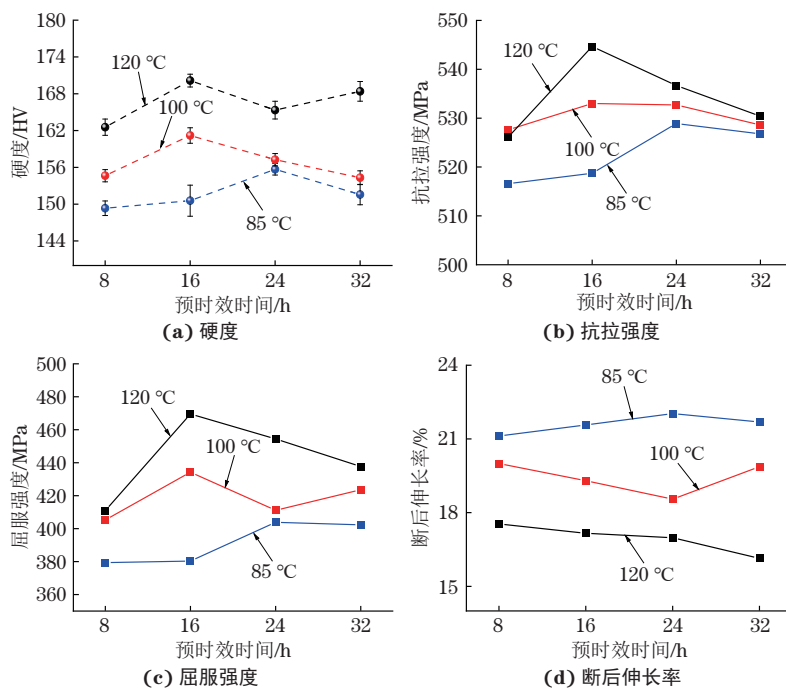 180
174
168
162
156
150
144
硬度/HV
120 °C
100 °C
85 °C
8 16 24 32
预时效时间/h
(a) 硬度
550
540
530
520
510
500
抗拉强度/MPa
120 °C
100 °C
85 °C
8 16 24 32
预时效时间/h
(b) 抗拉强度
500
480
460
440
420
400
380
360
屈服强度/MPa
120 °C
100 °C
85 °C
8 16 24 32
预时效时间/h
(c) 屈服强度
24
21
18
15
断后伸长率/%
85 °C
100 °C
120 °C
8 16 24 32
预时效时间/h
(d) 断后伸长率